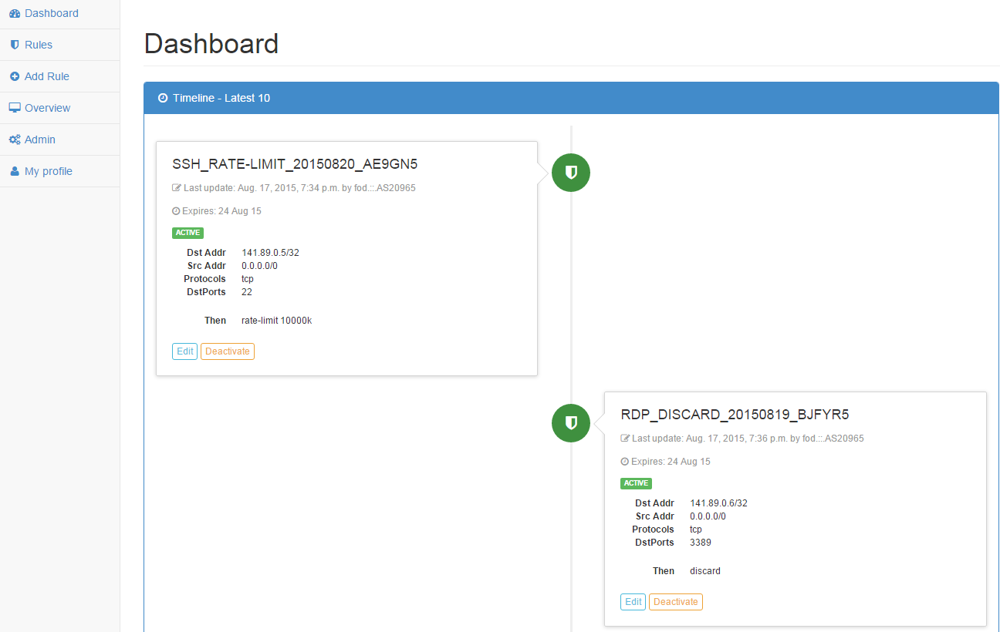 Dashboard
Rules
Add Rule
Overview
Admin
My profile
Dashboard
Timeline - Latest 10
SSH_RATE-LIMIT_20150820_AE9GN5
Last update: Aug. 17, 2015, 7:34 p.m. by fod.::.AS20965
Expires: 24 Aug 15
ACTIVE
Dst Addr 141.89.0.5/32
Src Addr 0.0.0.0/0
Protocols tcp
DstPorts 22
Then rate-limit 10000k
Edit Deactivate
RDP_DISCARD_20150819_BJFYR5
Last update: Aug. 17, 2015, 7:36 p.m. by fod.::.AS20965
Expires: 24 Aug 15
ACTIVE
Dst Addr 141.89.0.6/32
Src Addr 0.0.0.0/0
Protocols tcp
DstPorts 3389
Then discard
Edit Deactivate